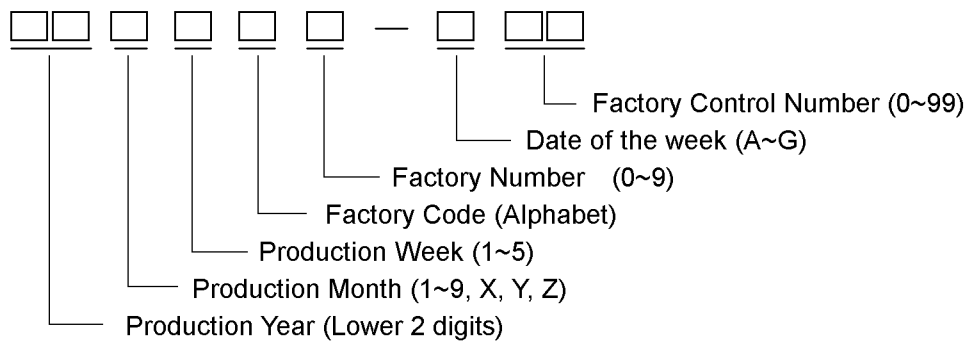 Factory Control Number (0~99)
Date of the week (A~G)
Factory Number (0~9)
Factory Code (Alphabet)
Production Week (1~5)
Production Month (1~9, X, Y, Z)
Production Year (Lower 2 digits)